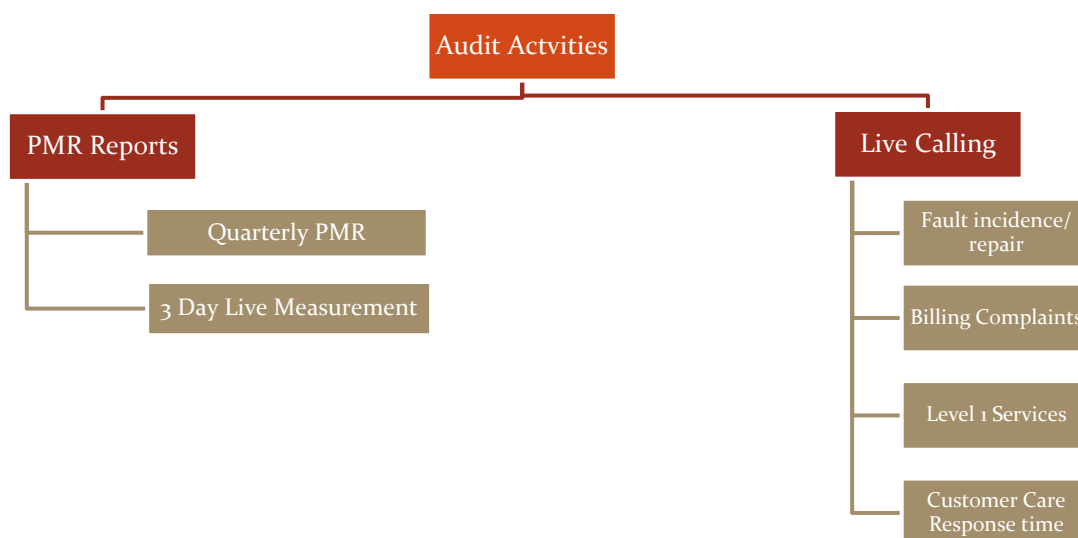 Audit Actvities
PMR Reports
Quarterly PMR
3 Day Live Measurement
Live Calling
Fault incidence/
repair
Billing Complaints
Level 1 Services
Customer Care
Response time